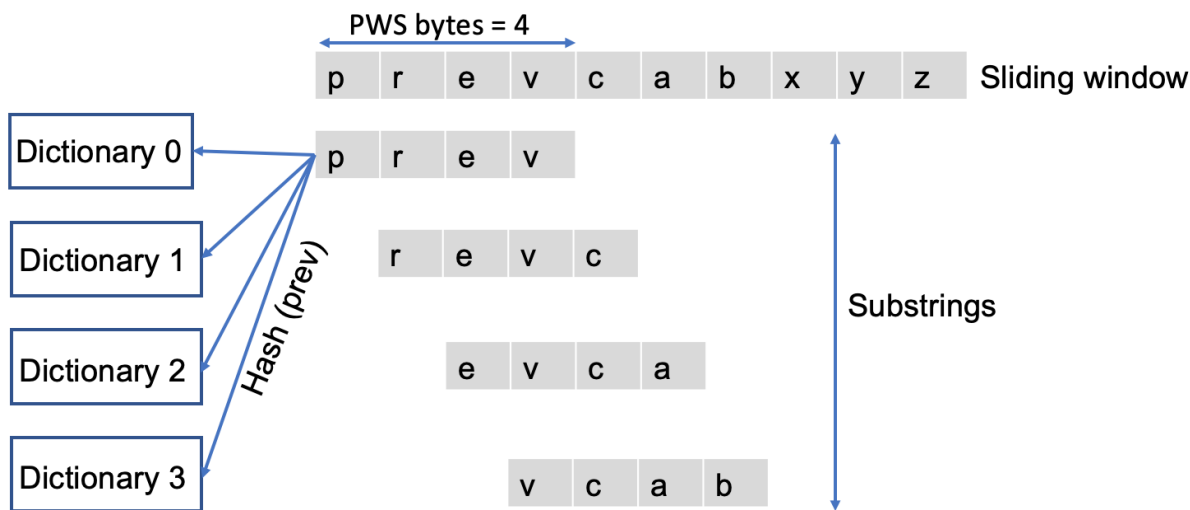 PWS bytes = 4
p r e v c a b x y z Sliding window
Dictionary 0
p r e v
Dictionary 1
r e v c
Hash (prev)
Substrings
Dictionary 2
e v c a
Dictionary 3
v c a b